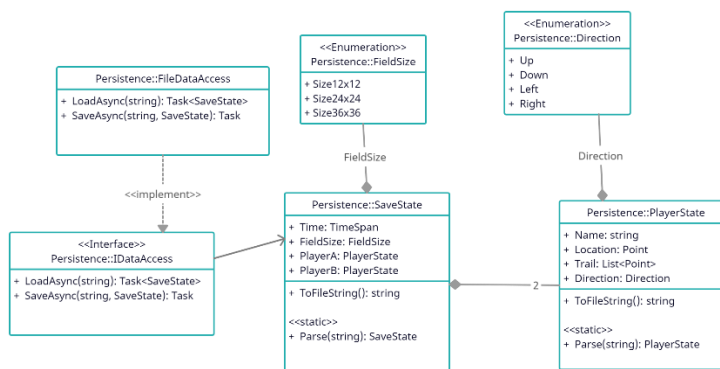 <<Enumeration>>
Persistence::Direction
+ Up
+ Down
+ Left
+ Right
<<Enumeration>>
Persistence::FieldSize
+ Size12x12
+ Size24x24
+ Size36x36
Persistence::FileDataAccess
+ LoadAsync(string): Task<SaveState>
+ SaveAsync(string, SaveState): Task
FieldSize
Direction
<<implement>>
<<Interface>>
Persistence::IDataAccess
+ LoadAsync(string): Task<SaveState>
+ SaveAsync(string, SaveState): Task
Persistence::SaveState
+ Time: TimeSpan
+ FieldSize: FieldSize
+ PlayerA: PlayerState
+ PlayerB: PlayerState
+ ToFileString(): string
<<static>>
+ Parse(string): SaveState
2
Persistence::PlayerState
+ Name: string
+ Location: Point
+ Trail: List<Point>
+ Direction: Direction
+ ToFileString(): string
<<static>>
+ Parse(string): PlayerState